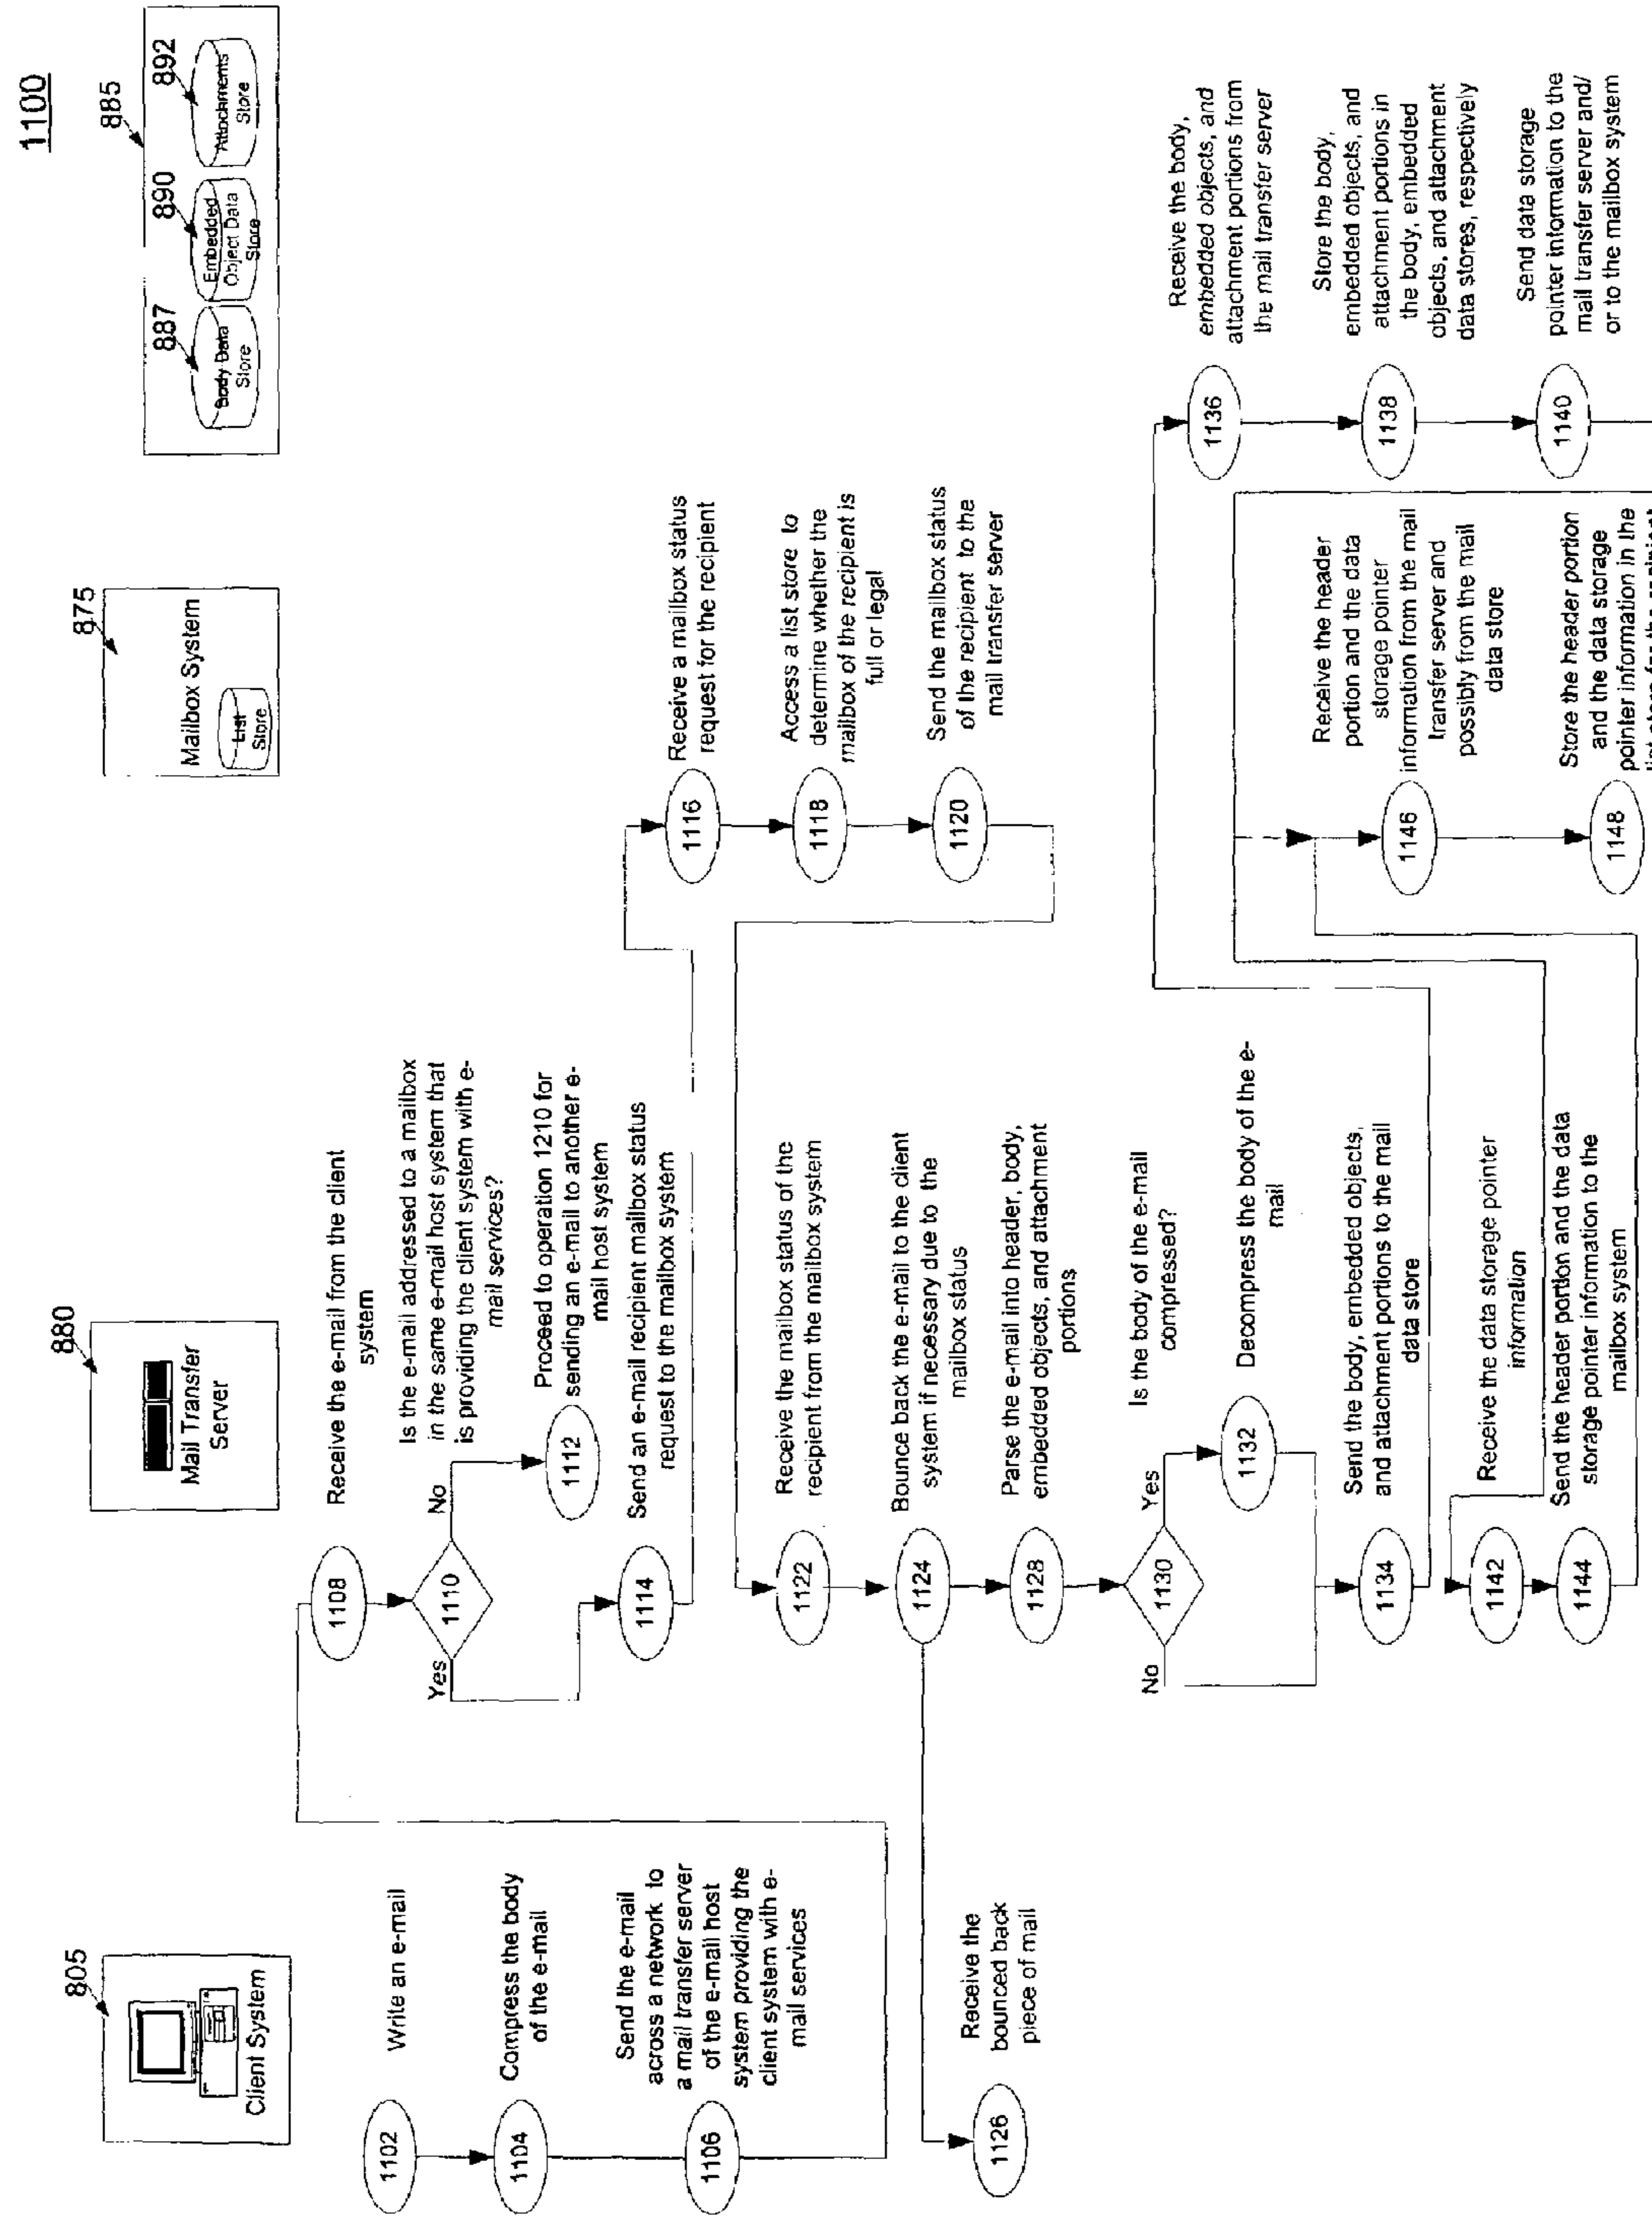 1100
805
Client System
880
Mail Transfer
Server
875
Mailbox System
List
Store
885
887
Body Data
Store
890
Embedded
Object Data
Store
892
Attachments
Store
1102
Write an e-mail
1104
Compress the body
of the e-mail
1106
Send the e-mail
across a network to
a mail transfer server
of the e-mail host
system providing the
client system with e-
mail services
1108
Receive the e-mail from the client
system
1110
Yes
No
Is the e-mail addressed to a mailbox
in the same e-mail host system that
is providing the client system with e-
mail services?
1112
Proceed to operation 1210 for
sending an e-mail to another e-
mail host system
1114
Send an e-mail recipient mailbox status
request to the mailbox system
1116
Receive a mailbox status
request for the recipient
1118
Access a list store to
determine whether the
mailbox of the recipient is
full or legal
1120
Send the mailbox status
of the recipient to the
mail transfer server
1122
Receive the mailbox status of the
recipient from the mailbox system
1124
Bounce back the e-mail to the client
system if necessary due to the
mailbox status
1126
Receive the
bounced back
piece of mail
1128
Parse the e-mail into header, body,
embedded objects, and attachment
portions
1130
No
Yes
Is the body of the e-mail
compressed?
1132
Decompress the body of the e-
mail
1134
Send the body, embedded objects,
and attachment portions to the mail
data store
1136
Receive the body,
embedded objects, and
attachment portions from
the mail transfer server
1138
Store the body,
embedded objects, and
attachment portions in
the body, embedded
objects, and attachment
data stores, respectively
1140
Send data storage
pointer information to the
mail transfer server and/
or to the mailbox system
1142
Receive the data storage pointer
information
1144
Send the header portion and the data
storage pointer information to the
mailbox system
1146
Receive the header
portion and the data
storage pointer
information from the mail
transfer server and
possibly from the mail
data store
1148
Store the header portion
and the data storage
pointer information in the